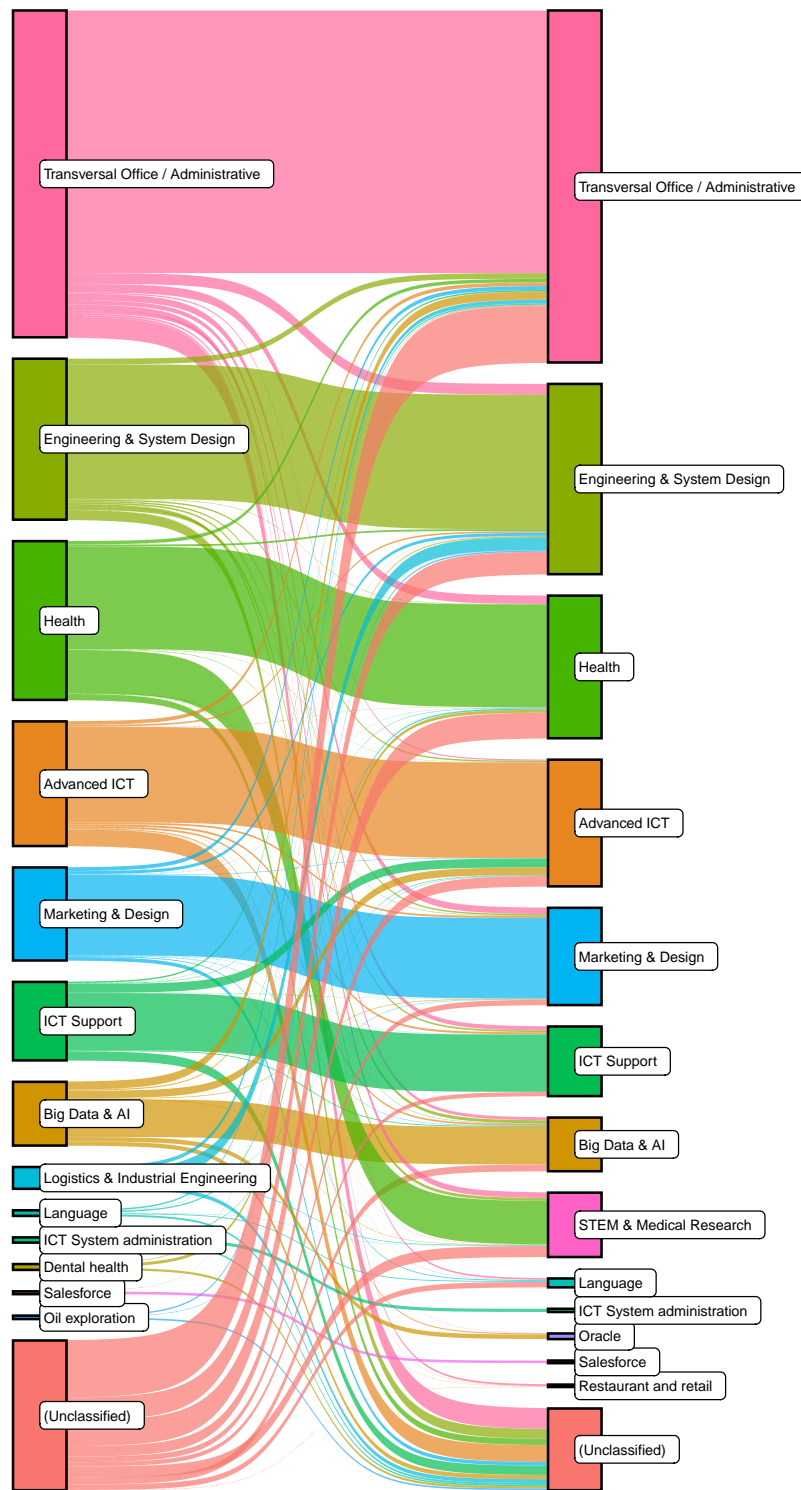 Transversal Office / Administrative
Engineering & System Design
Health
Advanced ICT
Marketing & Design
ICT Support
Big Data & AI
Logistics & Industrial Engineering
Language
ICT System administration
Dental health
Salesforce
Oil exploration
(Unclassified)
Transversal Office / Administrative
Engineering & System Design
Health
Advanced ICT
Marketing & Design
ICT Support
Big Data & AI
STEM & Medical Research
Language
ICT System administration
Oracle
Salesforce
Restaurant and retail
(Unclassified)